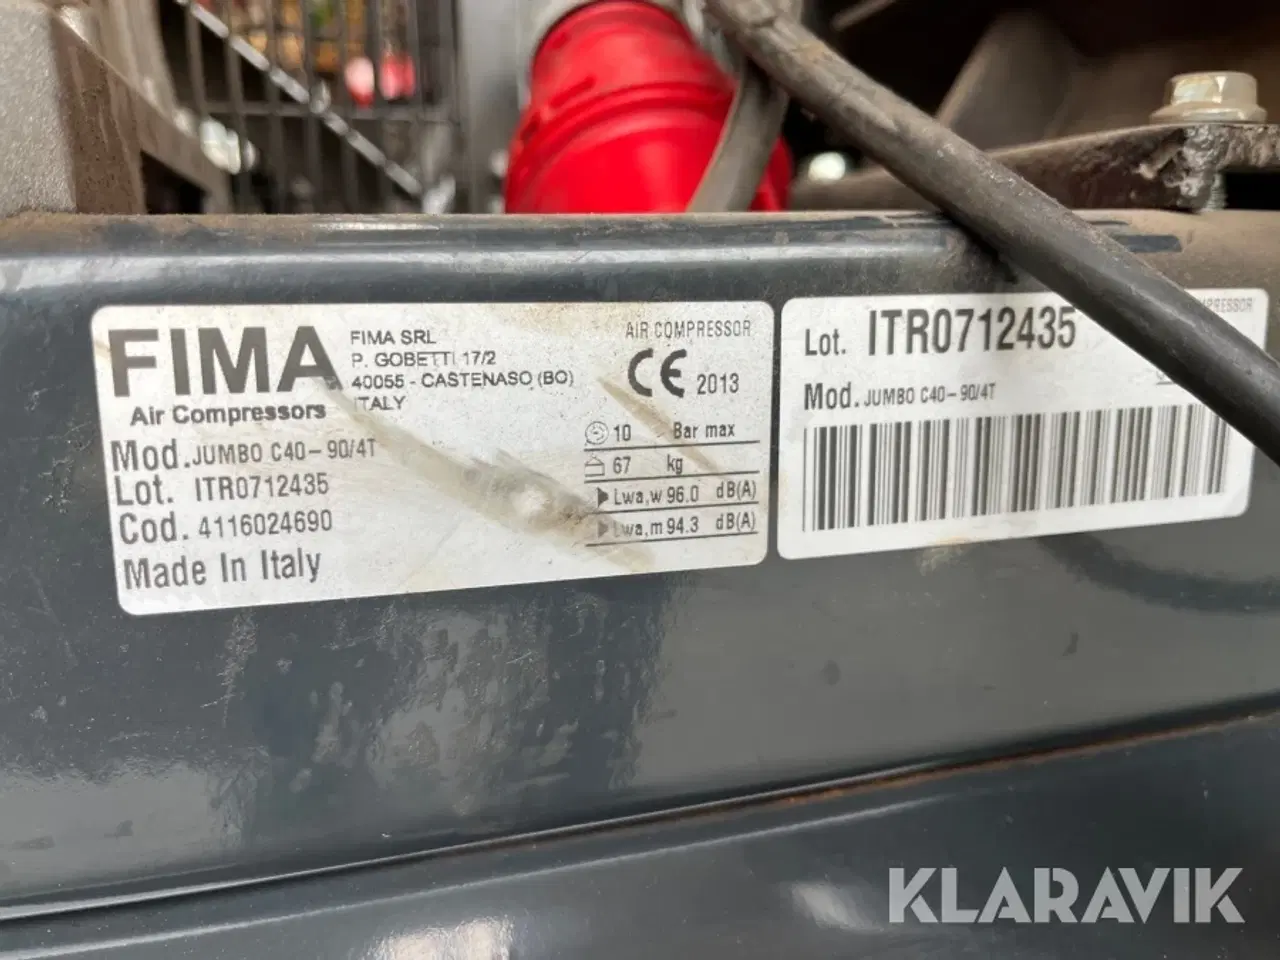 FIMA
Air Compressors
FIMA SRL
P. GOBETTI 17/2
40055 - CASTENASO (BO)
ITALY
AIR COMPRESSOR
CE 2013
Mod. JUMBO C40-90/4T
Lot. ITR0712435
Cod. 4116024690
Made In Italy
10 Bar max
67 kg
Lwa,w 96.0 dB(A)
Lwa,m 94.3 dB(A)
Lot. ITR0712435
Mod. JUMBO C40-90/4T
KLARAVIK